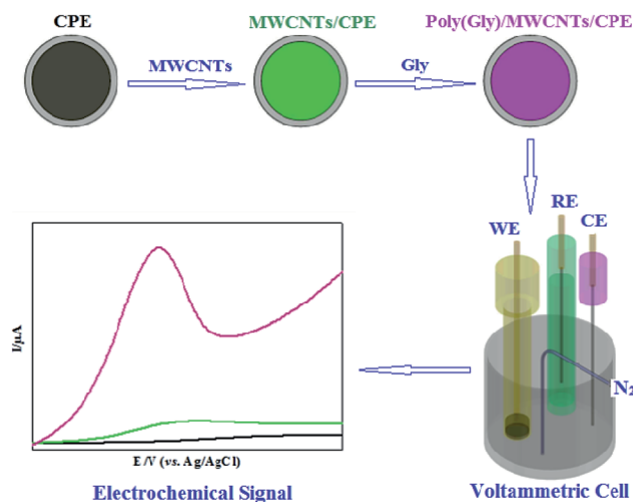 CPE
MWCNTs/CPE
Poly(Gly)/MWCNTs/CPE
MWCNTs
Gly
RE
WE
CE
N2
I/µA
E/V (vs. Ag/AgCl)
Electrochemical Signal
Voltammetric Cell